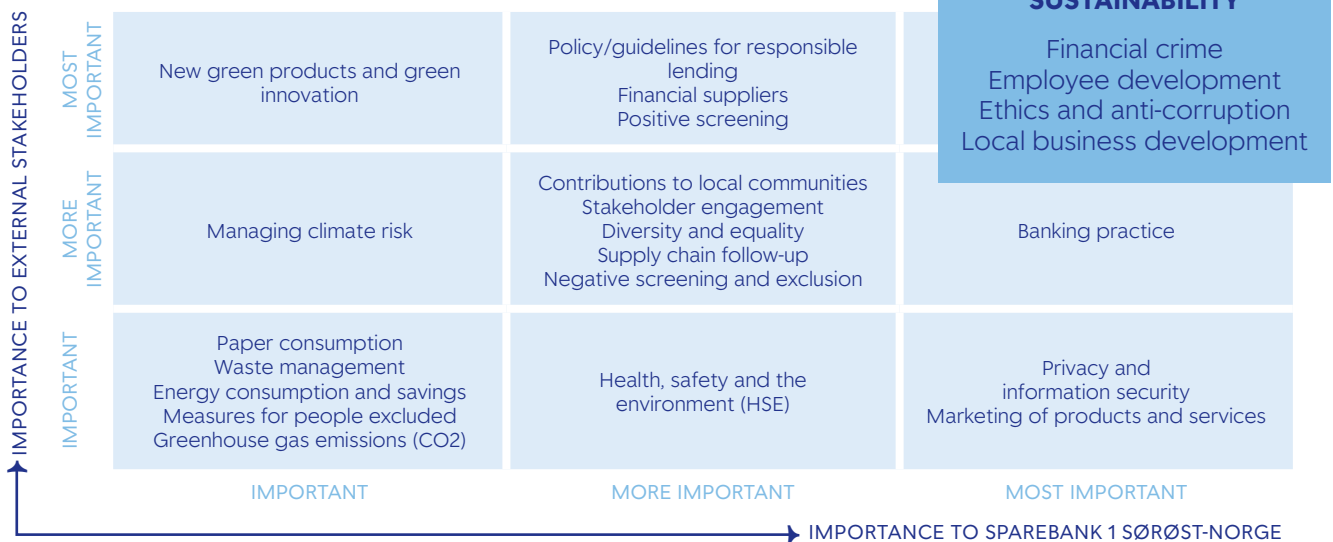 SUSTAINABILITY
Financial crime
Employee development
Ethics and anti-corruption
Local business development
IMPORTANCE TO EXTERNAL STAKEHOLDERS
MOST
IMPORTANT
New green products and green
innovation
Policy/guidelines for responsible
lending
Financial suppliers
Positive screening
MORE
IMPORTANT
Managing climate risk
Contributions to local communities
Stakeholder engagement
Diversity and equality
Supply chain follow-up
Negative screening and exclusion
Banking practice
IMPORTANT
Paper consumption
Waste management
Energy consumption and savings
Measures for people excluded
Greenhouse gas emissions (CO2)
Health, safety and the
environment (HSE)
Privacy and
information security
Marketing of products and services
IMPORTANT
MORE IMPORTANT
MOST IMPORTANT
IMPORTANCE TO SPAREBANK 1 SØRØST-NORGE